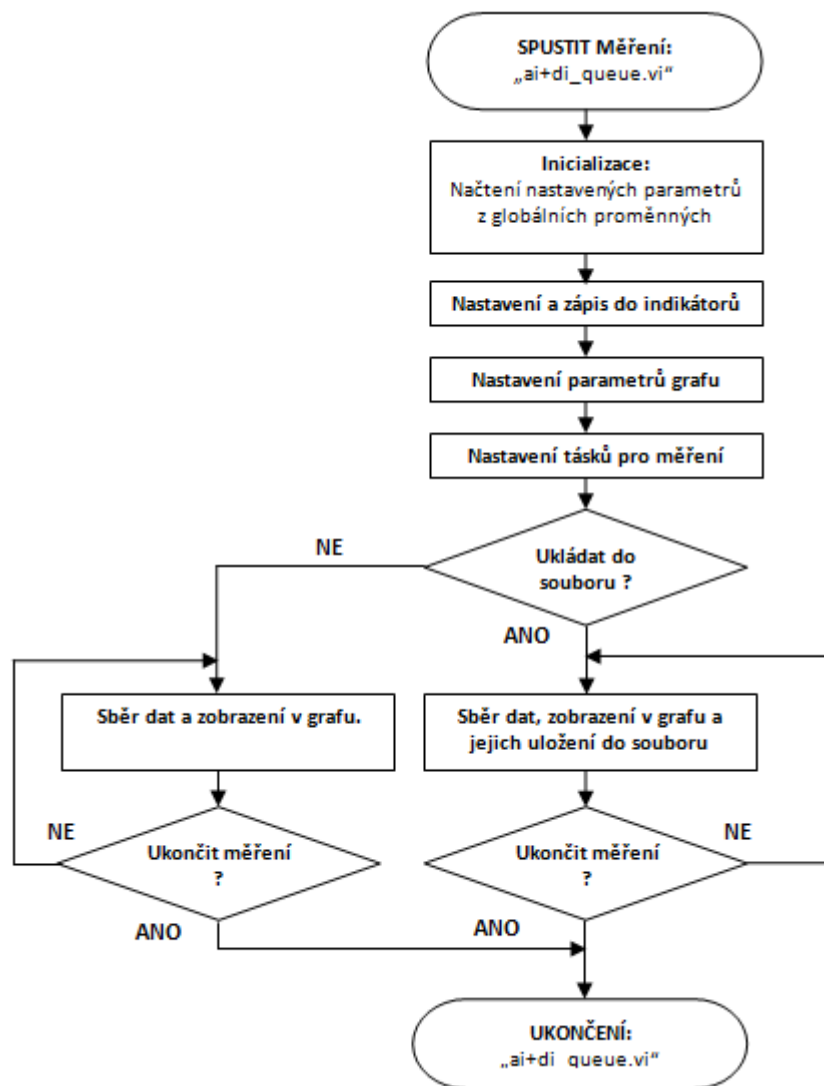 SPUSTIT Měření:
„ai+di_queue.vi“
Inicializace:
Načtení nastavených parametrů
z globálních proměnných
Nastavení a zápis do indikátorů
Nastavení parametrů grafu
Nastavení tásků pro měření
NE
Ukládat do
souboru ?
ANO
Sběr dat a zobrazení v grafu.
Sběr dat, zobrazení v grafu a
jejich uložení do souboru
NE
Ukončit měření
?
ANO
Ukončit měření
?
NE
ANO
UKONČENÍ:
„ai+di_queue.vi“